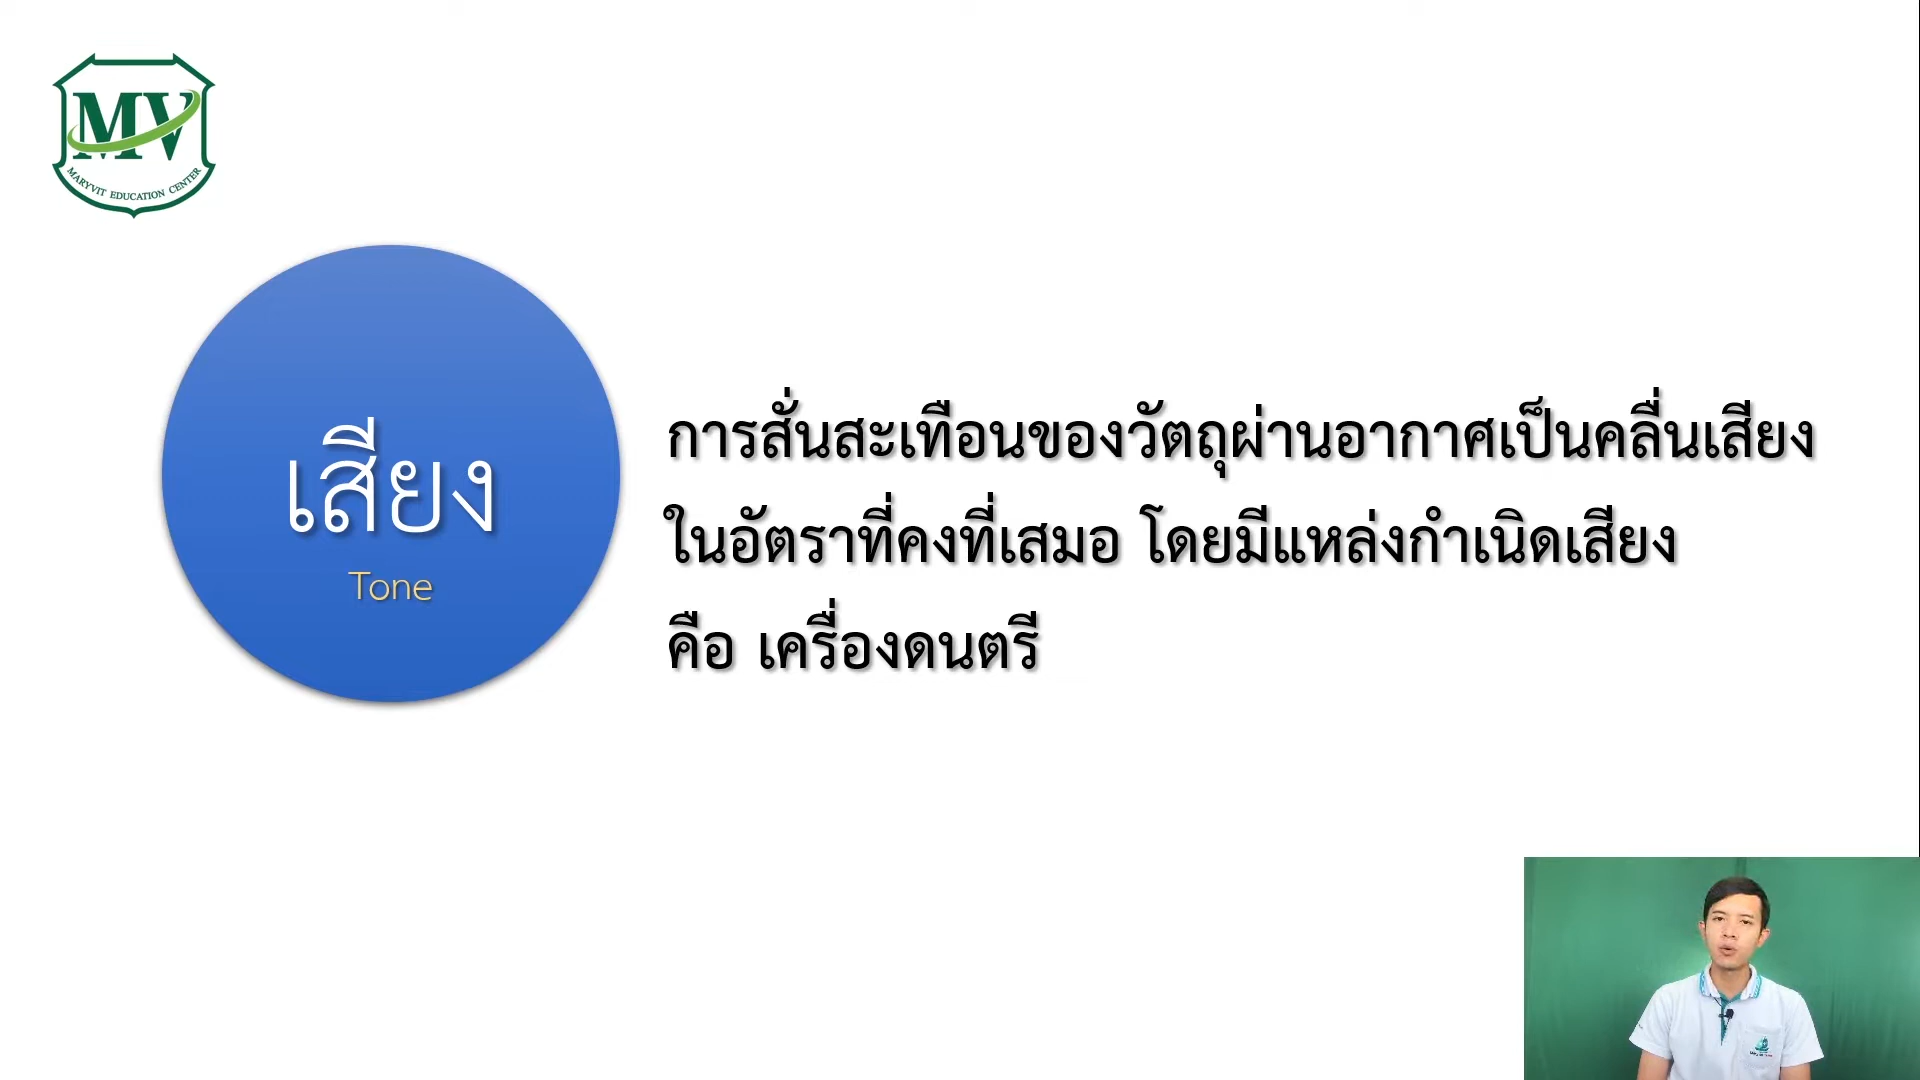 MV
MARYVIT EDUCATION CENTER
เสียง
Tone
การสั่นสะเทือนของวัตถุผ่านอากาศเป็นคลื่นเสียง
ในอัตราที่คงที่เสมอ โดยมีแหล่งกำเนิดเสียง
คือ เครื่องดนตรี